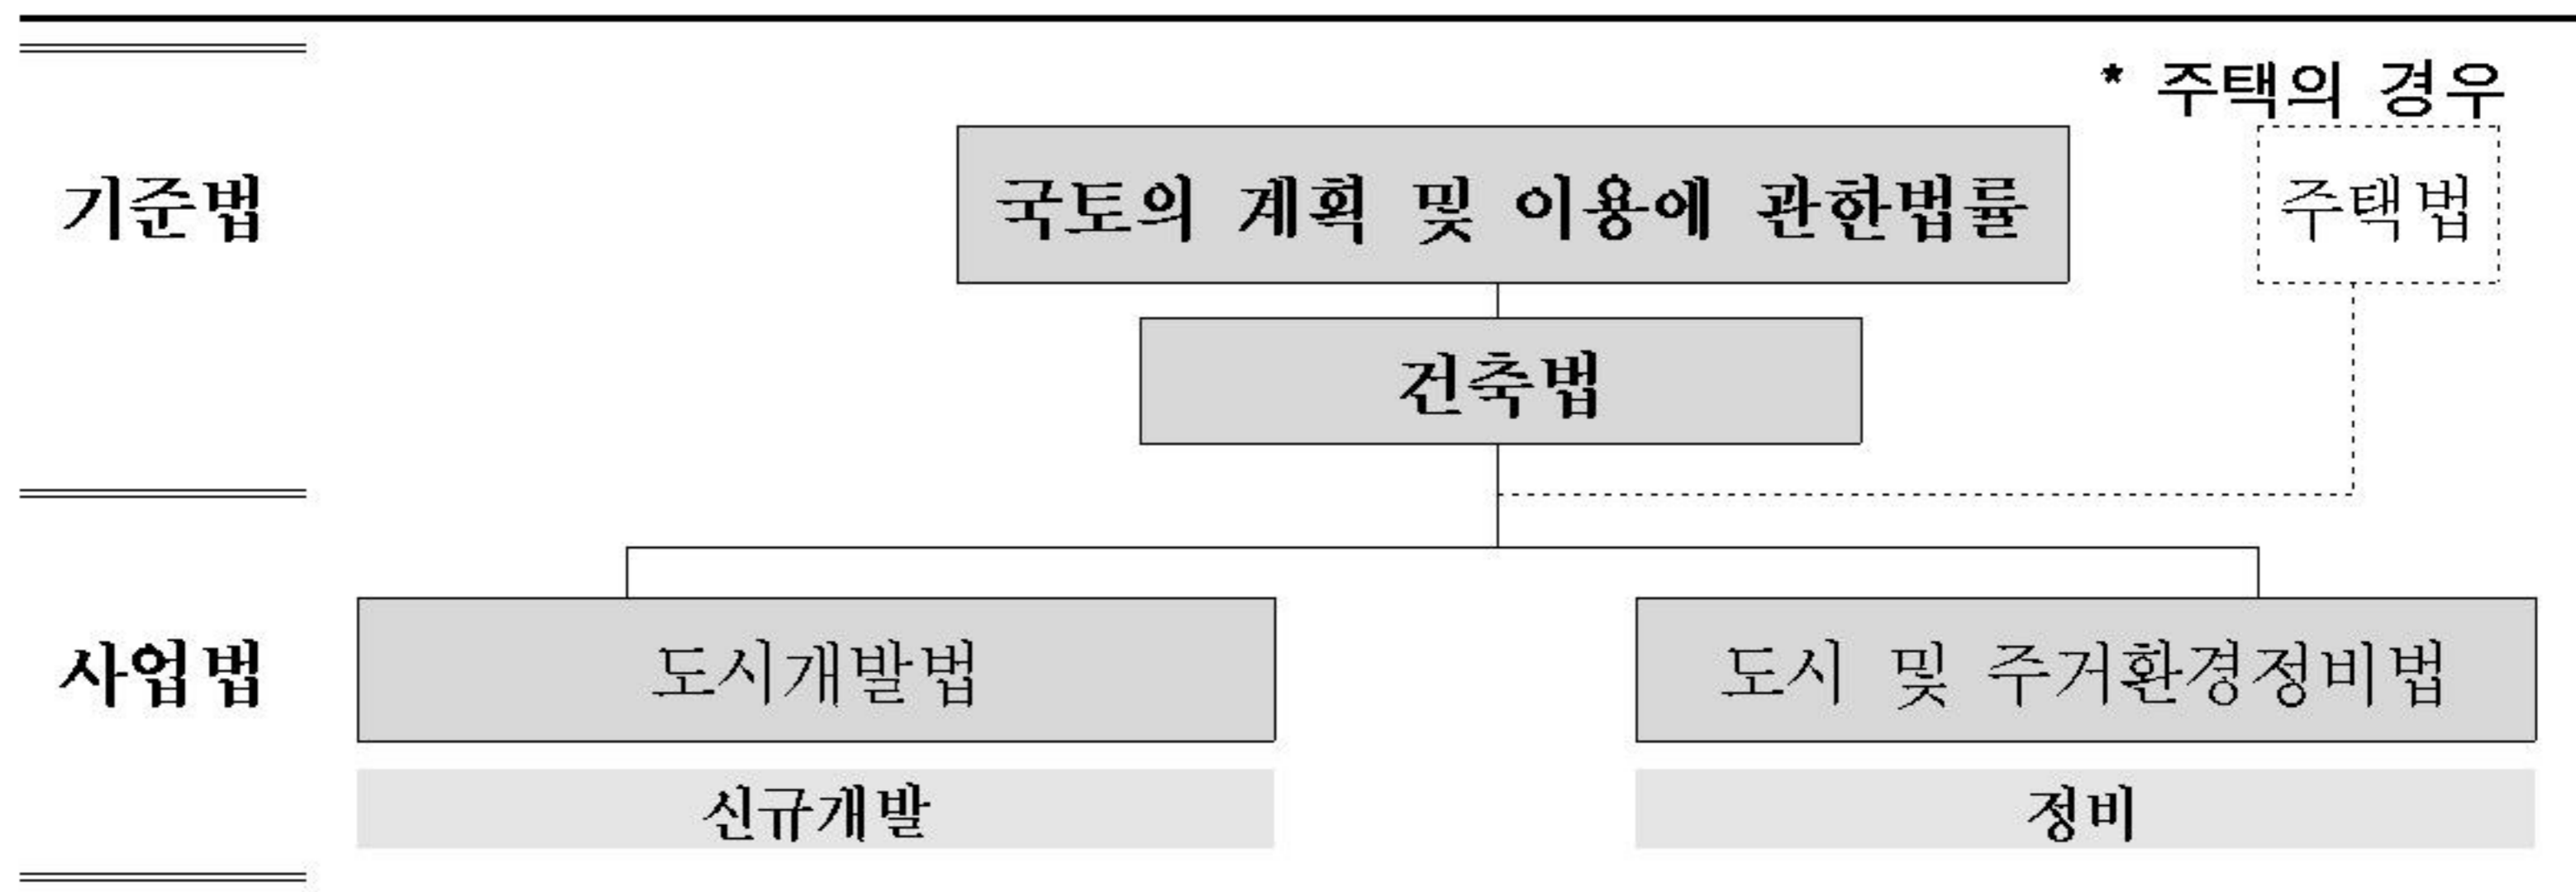 * 주택의 경우
기준법
국토의 계획 및 이용에 관한법률
주택법
건축법
사업법
도시개발법
도시 및 주거환경정비법
신규개발
정비